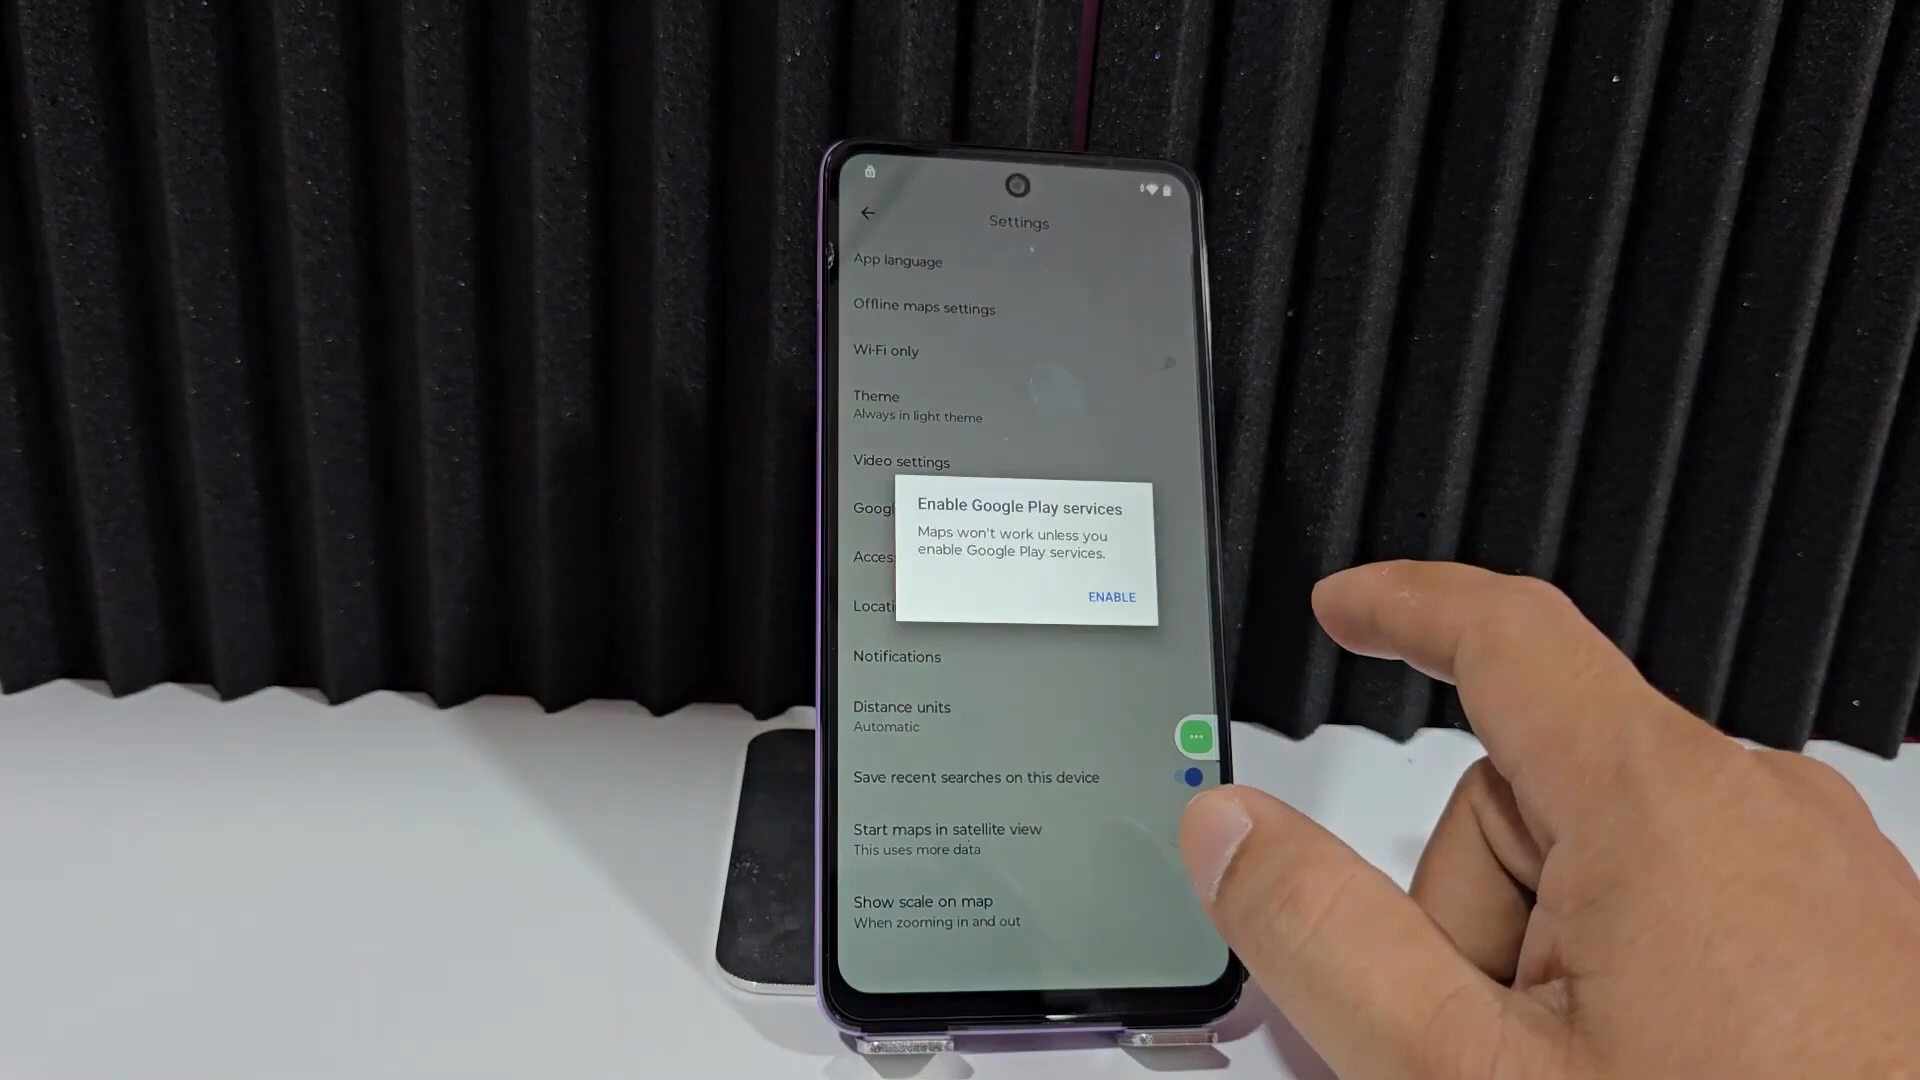 Settings
App language
Offline maps settings
Wi-Fi only
Theme
Always in light theme
Video settings
Googl
Enable Google Play services
Maps won't work unless you
enable Google Play services.
ENABLE
Acces
Locati
Notifications
Distance units
Automatic
Save recent searches on this device
Start maps in satellite view
This uses more data
Show scale on map
When zooming in and out